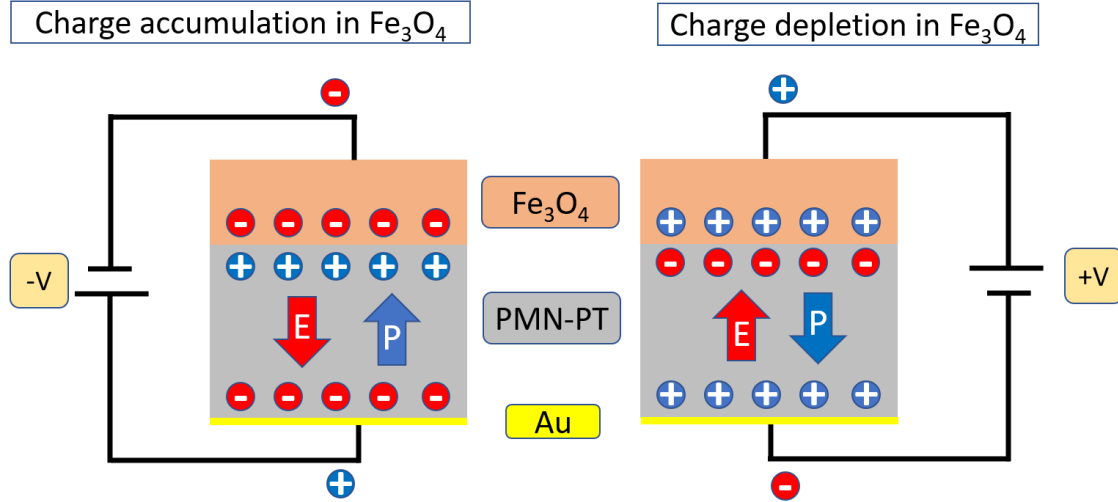 Charge accumulation in Fe₃O₄
Charge depletion in Fe₃O₄
-
+
Fe₃O₄
- - - - -
+ + + + +
+ + + + +
- - - - -
-V
E
P
PMN-PT
E
P
+V
- - - - -
+ + + + +
Au
+
-